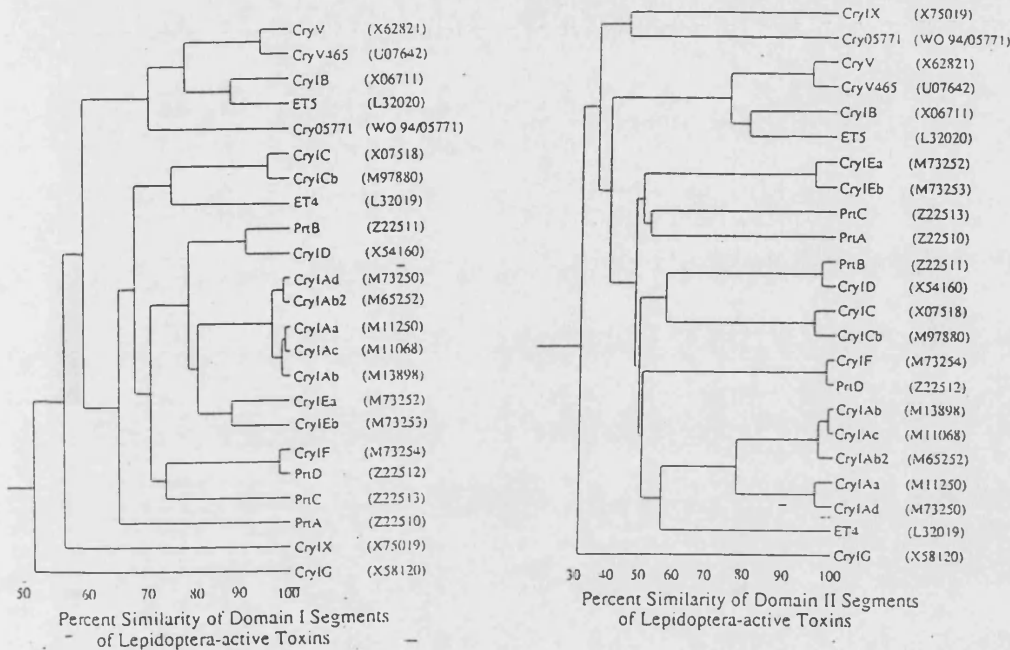 CryV (X62821)
CryV465 (U07642)
CryIB (X06711)
ET5 (L32020)
Cry05771 (WO 94/05771)
CryIC (X07518)
CryICb (M97880)
ET4 (L32019)
PrtB (Z22511)
CryID (X54160)
CryIAd (M73250)
CryIAb2 (M65252)
CryIAa (M11250)
CryIAc (M11068)
CryIAb (M13898)
CryIEa (M73252)
CryIEb (M73253)
CryIF (M73254)
PrtD (Z22512)
PrtC (Z22513)
PrtA (Z22510)
CryIX (X75019)
CryIG (X58120)
50 60 70 80 90 100
Percent Similarity of Domain I Segments
of Lepidoptera-active Toxins
CryIX (X75019)
Cry05771 (WO 94/05771)
CryV (X62821)
CryV465 (U07642)
CryIB (X06711)
ET5 (L32020)
CryIEa (M73252)
CryIEb (M73253)
PrtC (Z22513)
PrtA (Z22510)
PrtB (Z22511)
CryID (X54160)
CryIC (X07518)
CryICb (M97880)
CryIF (M73254)
PrtD (Z22512)
CryIAb (M13898)
CryIAc (M11068)
CryIAb2 (M65252)
CryIAa (M11250)
CryIAd (M73250)
ET4 (L32019)
CryIG (X58120)
30 40 50 60 70 80 100
Percent Similarity of Domain II Segments
of Lepidoptera-active Toxins